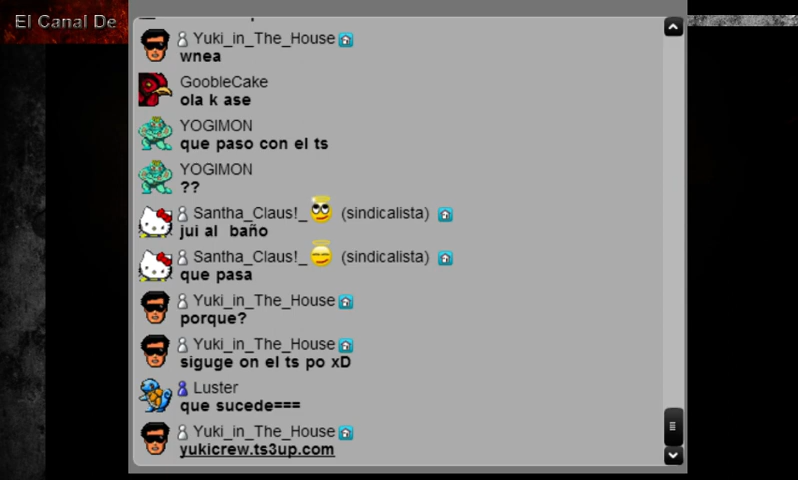 El Canal De
Yuki_in_The_House
wnea
GoobleCake
ola k ase
YOGIMON
que paso con el ts
YOGIMON
??
Santha_Claus!_ (sindicalista)
jui al baño
Santha_Claus!_ (sindicalista)
que pasa
Yuki_in_The_House
porque?
Yuki_in_The_House
siguge on el ts po xD
Luster
que sucede===
Yuki_in_The_House
yukicrew.ts3up.com